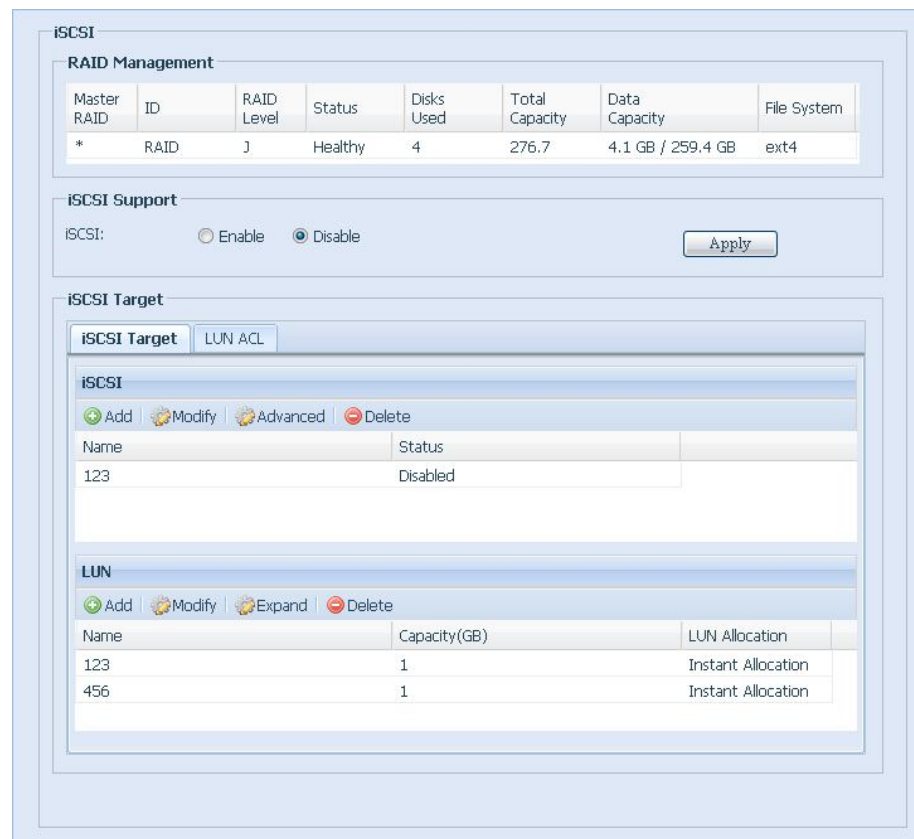 iSCSI
RAID Management
Master RAID ID RAID Level Status Disks Used Total Capacity Data Capacity File System
* RAID J Healthy 4 276.7 4.1 GB / 259.4 GB ext4
iSCSI Support
iSCSI: Enable Disable Apply
iSCSI Target
iSCSI Target LUN ACL
iSCSI
Add Modify Advanced Delete
Name Status
123 Disabled
LUN
Add Modify Expand Delete
Name Capacity(GB) LUN Allocation
123 1 Instant Allocation
456 1 Instant Allocation